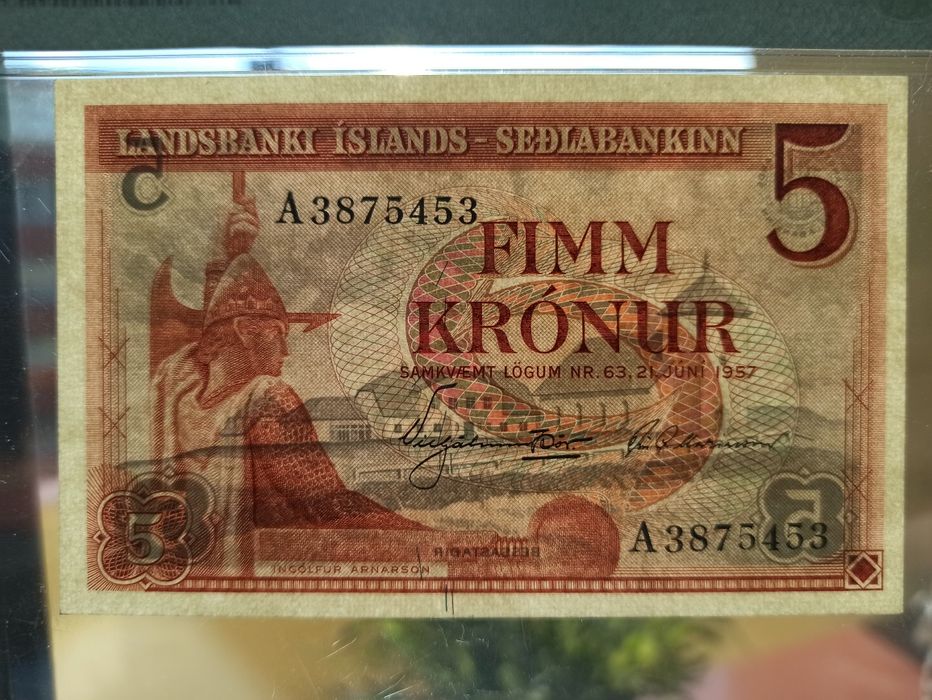 LANDSBANKI ÍSLANDS - SEÐLABANKINN
5
A3875453
FIMM
KRÓNUR
SAMKVÆMT LÖGUM NR. 63, 21. JÚNÍ 1957
A3875453
5
INGÓLFUR ARNARSON
BESSASTAÐIR